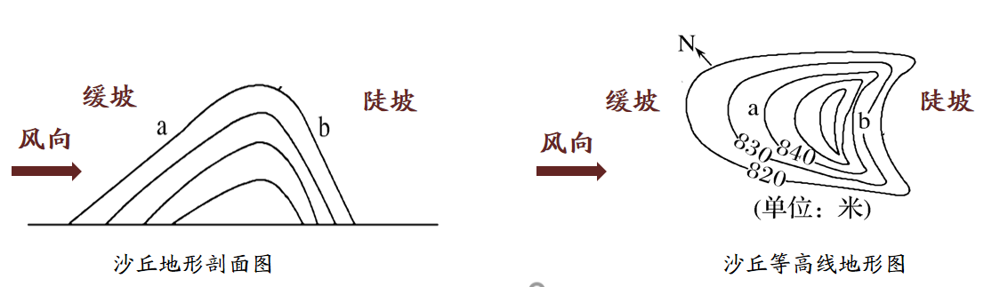 缓坡
陡坡
a
b
风向
沙丘地形剖面图
N
缓坡
陡坡
a
b
风向
830
840
820
(单位：米)
沙丘等高线地形图